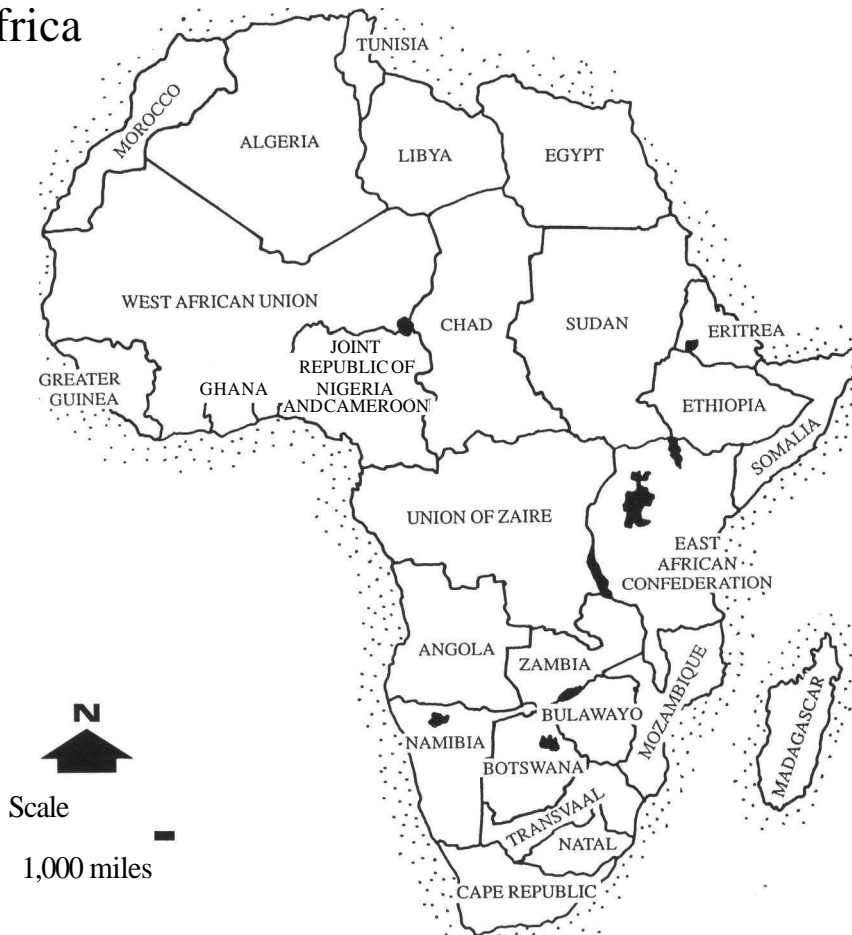 frica
TUNISIA
MOROCCO
ALGERIA
LIBYA
EGYPT
WEST AFRICAN UNION
CHAD
SUDAN
ERITREA
JOINT
REPUBLIC OF
NIGERIA
ANDCAMEROON
GREATER
GUINEA
GHANA
ETHIOPIA
SOMALIA
UNION OF ZAIRE
EAST
AFRICAN
CONFEDERATION
ANGOLA
ZAMBIA
MOZAMBIQUE
N
NAMIBIA
BULAWAYO
BOTSWANA
MADAGASCAR
Scale
TRANSVAAL
NATAL
1,000 miles
CAPE REPUBLIC